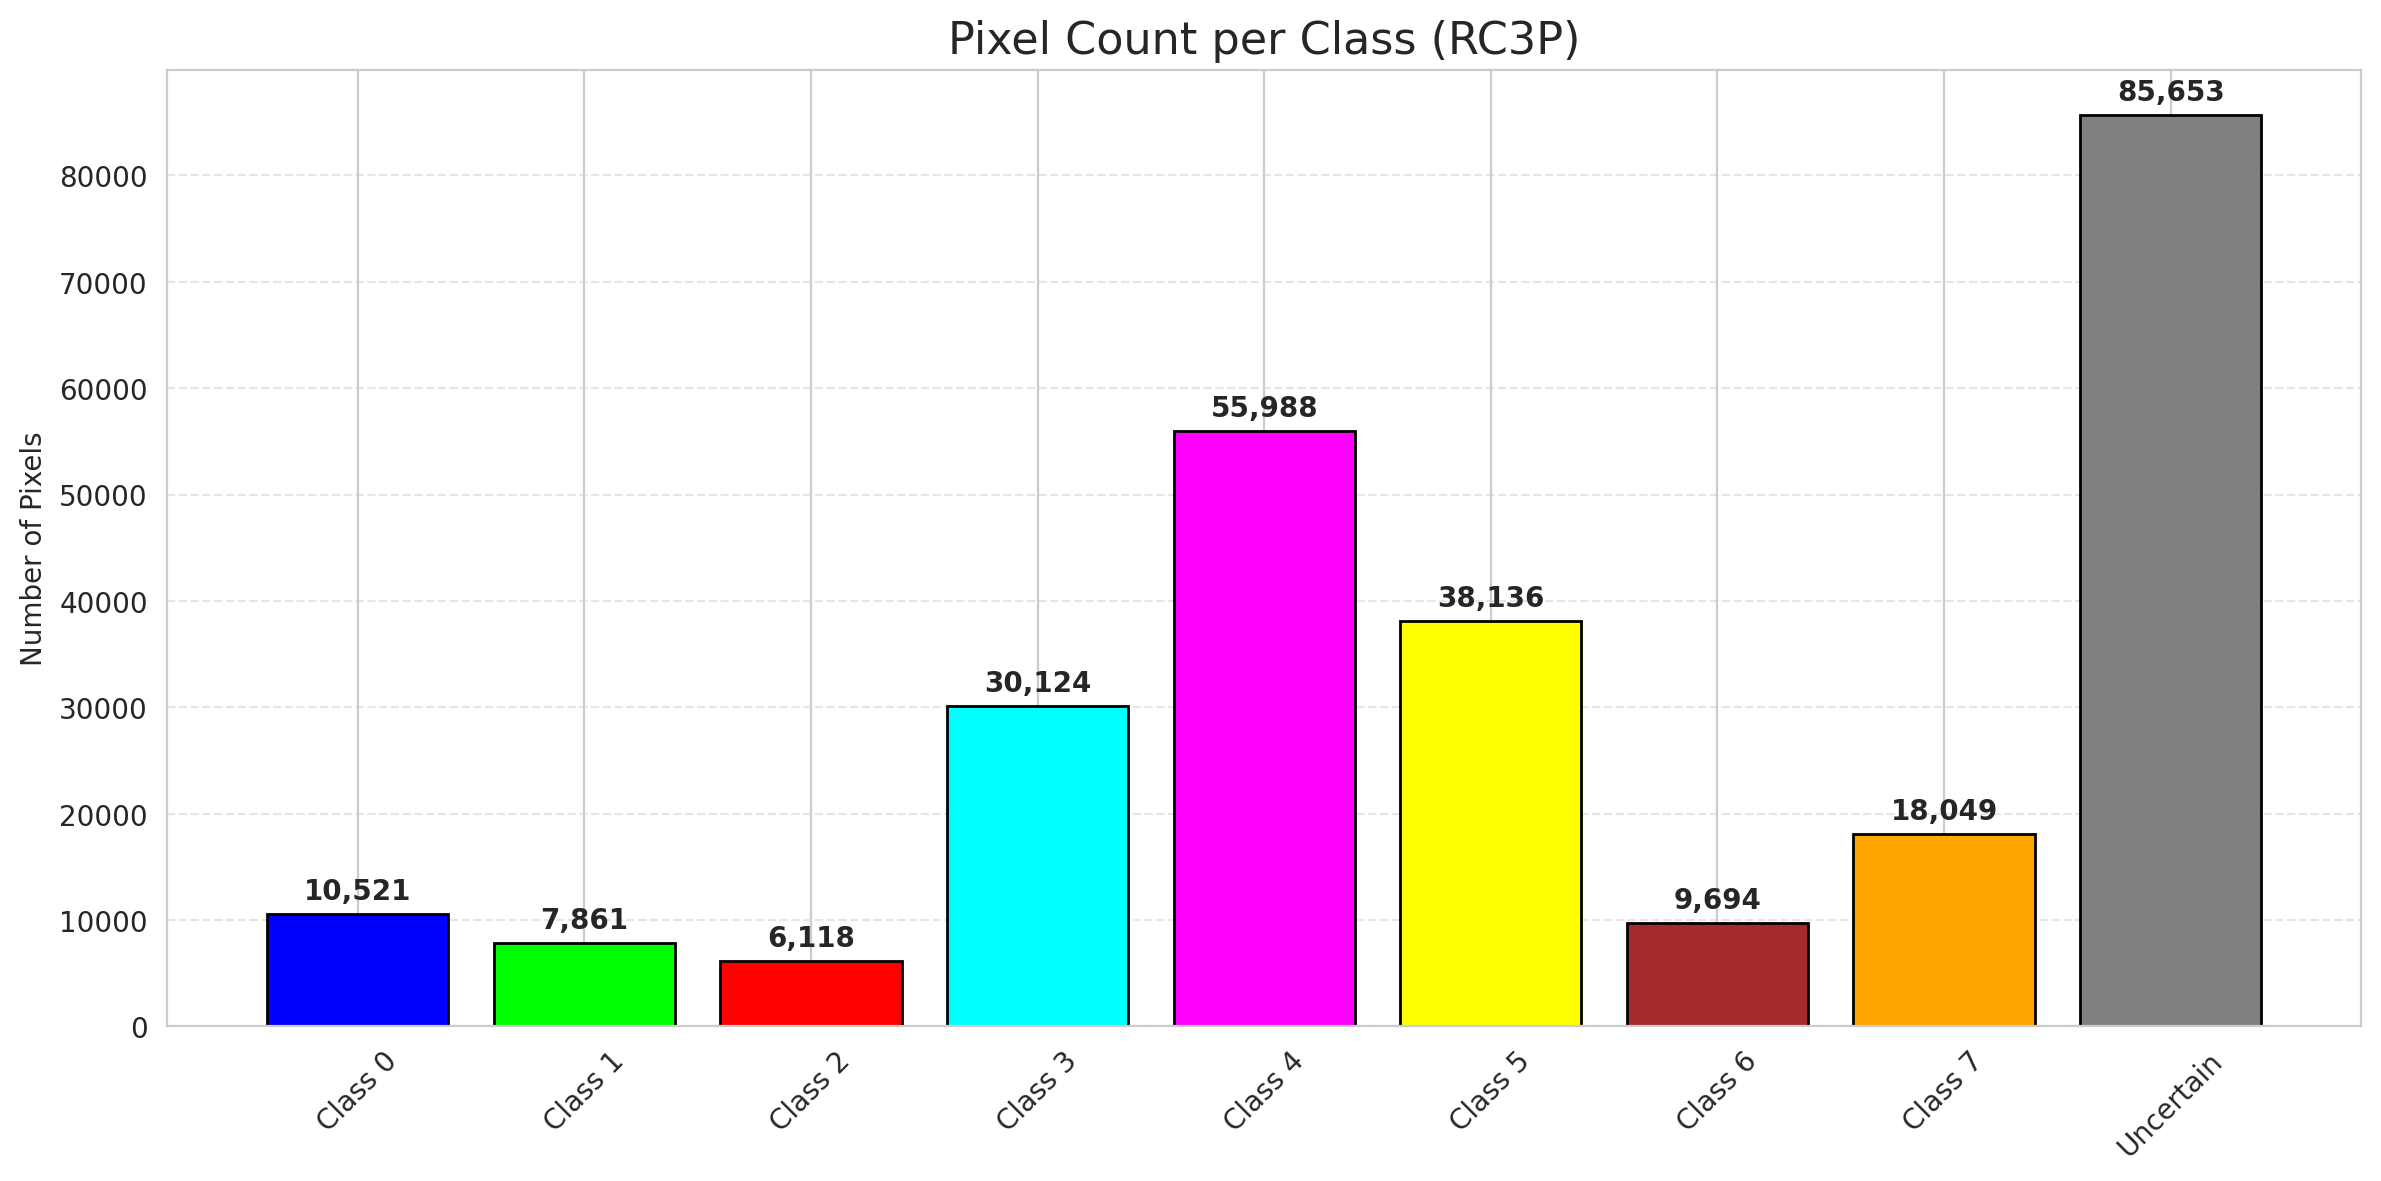 Pixel Count per Class (RC3P)
Number of Pixels
80000
70000
60000
50000
40000
30000
20000
10000
0
10,521
7,861
6,118
30,124
55,988
38,136
9,694
18,049
85,653
Class 0
Class 1
Class 2
Class 3
Class 4
Class 5
Class 6
Class 7
Uncertain